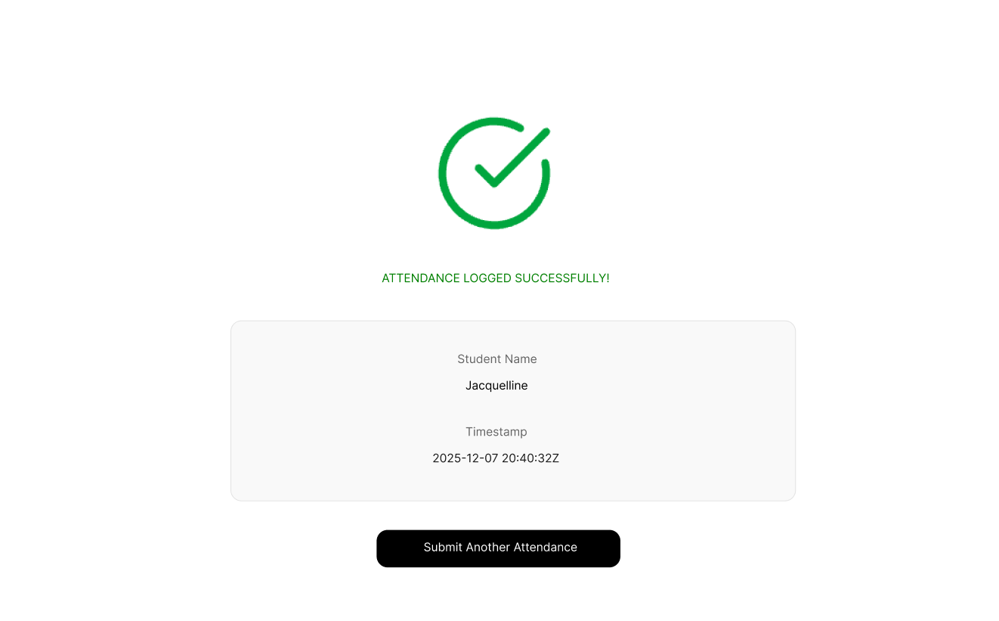 ATTENDANCE LOGGED SUCCESSFULLY!
Student Name
Jacquelline
Timestamp
2025-12-07 20:40:32Z
Submit Another Attendance